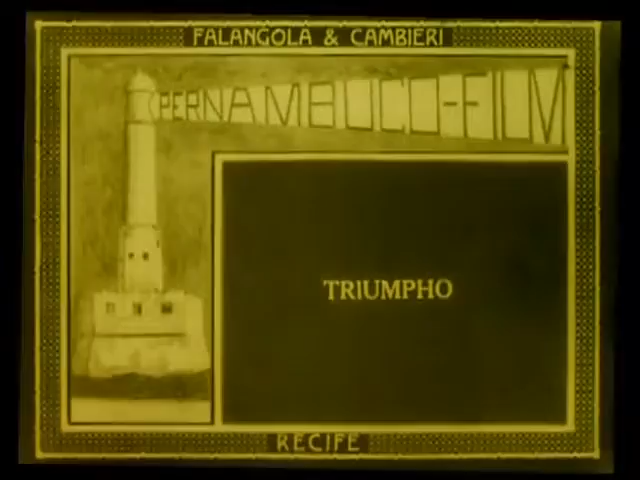 FALANGOLA & CAMBIERI
PERNAMBUCO-FILM
TRIUMPHO
RECIFE